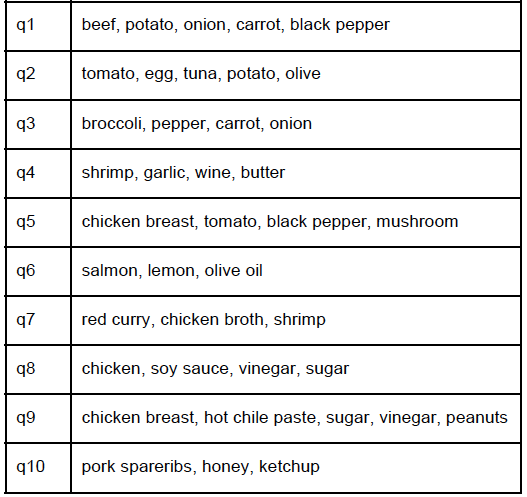 q1 beef, potato, onion, carrot, black pepper
q2 tomato, egg, tuna, potato, olive
q3 broccoli, pepper, carrot, onion
q4 shrimp, garlic, wine, butter
q5 chicken breast, tomato, black pepper, mushroom
q6 salmon, lemon, olive oil
q7 red curry, chicken broth, shrimp
q8 chicken, soy sauce, vinegar, sugar
q9 chicken breast, hot chile paste, sugar, vinegar, peanuts
q10 pork spareribs, honey, ketchup